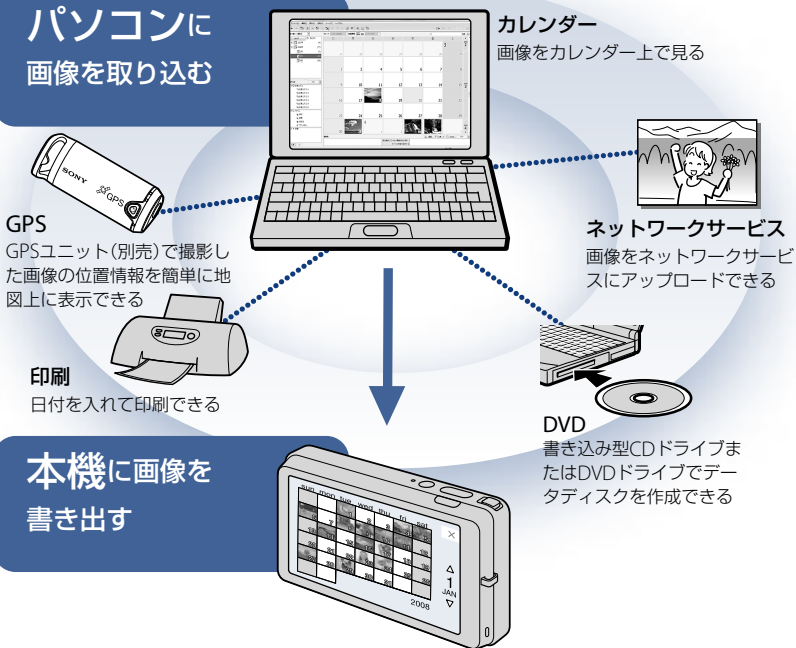 パソコンに
画像を取り込む
カレンダー
画像をカレンダー上で見る
SONY
GPS
GPS
GPSユニット(別売)で撮影し
た画像の位置情報を簡単に地
図上に表示できる
ネットワークサービス
画像をネットワークサービ
スにアップロードできる
印刷
日付を入れて印刷できる
DVD
書き込み型CDドライブま
たはDVDドライブでデー
タディスクを作成できる
本機に画像を
書き出す
sun mon tue wed thu fri sat
1
JAN
2008